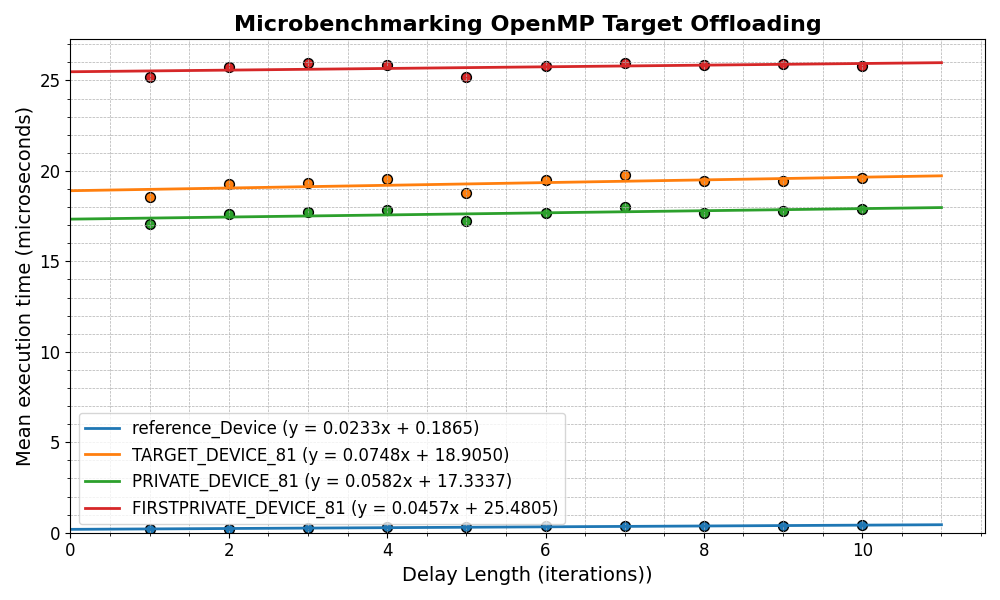 Microbenchmarking OpenMP Target Offloading
Mean execution time (microseconds)
25
20
15
10
5
0
reference_Device (y = 0.0233x + 0.1865)
TARGET_DEVICE_81 (y = 0.0748x + 18.9050)
PRIVATE_DEVICE_81 (y = 0.0582x + 17.3337)
FIRSTPRIVATE_DEVICE_81 (y = 0.0457x + 25.4805)
0 2 4 6 8 10
Delay Length (iterations))